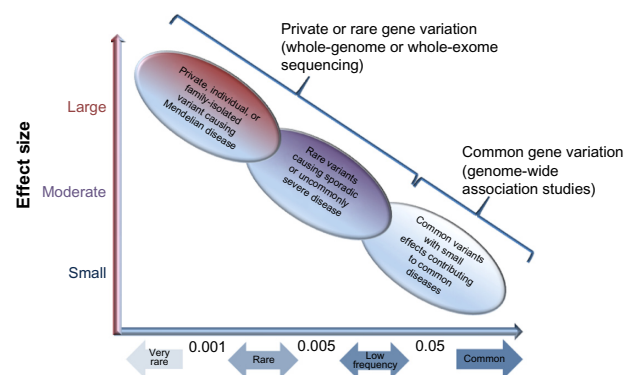 Private or rare gene variation
(whole-genome or whole-exome
sequencing)
Common gene variation
(genome-wide
association studies)
Effect size
Large
Moderate
Small
Private, individual, or
family-isolated
variant causing
Mendelian disease
Rare variants
causing sporadic
or uncommonly
severe disease
Common variants
with small
effects contributing
to common
diseases
0.001
0.005
0.05
Very
rare
Rare
Low
frequency
Common